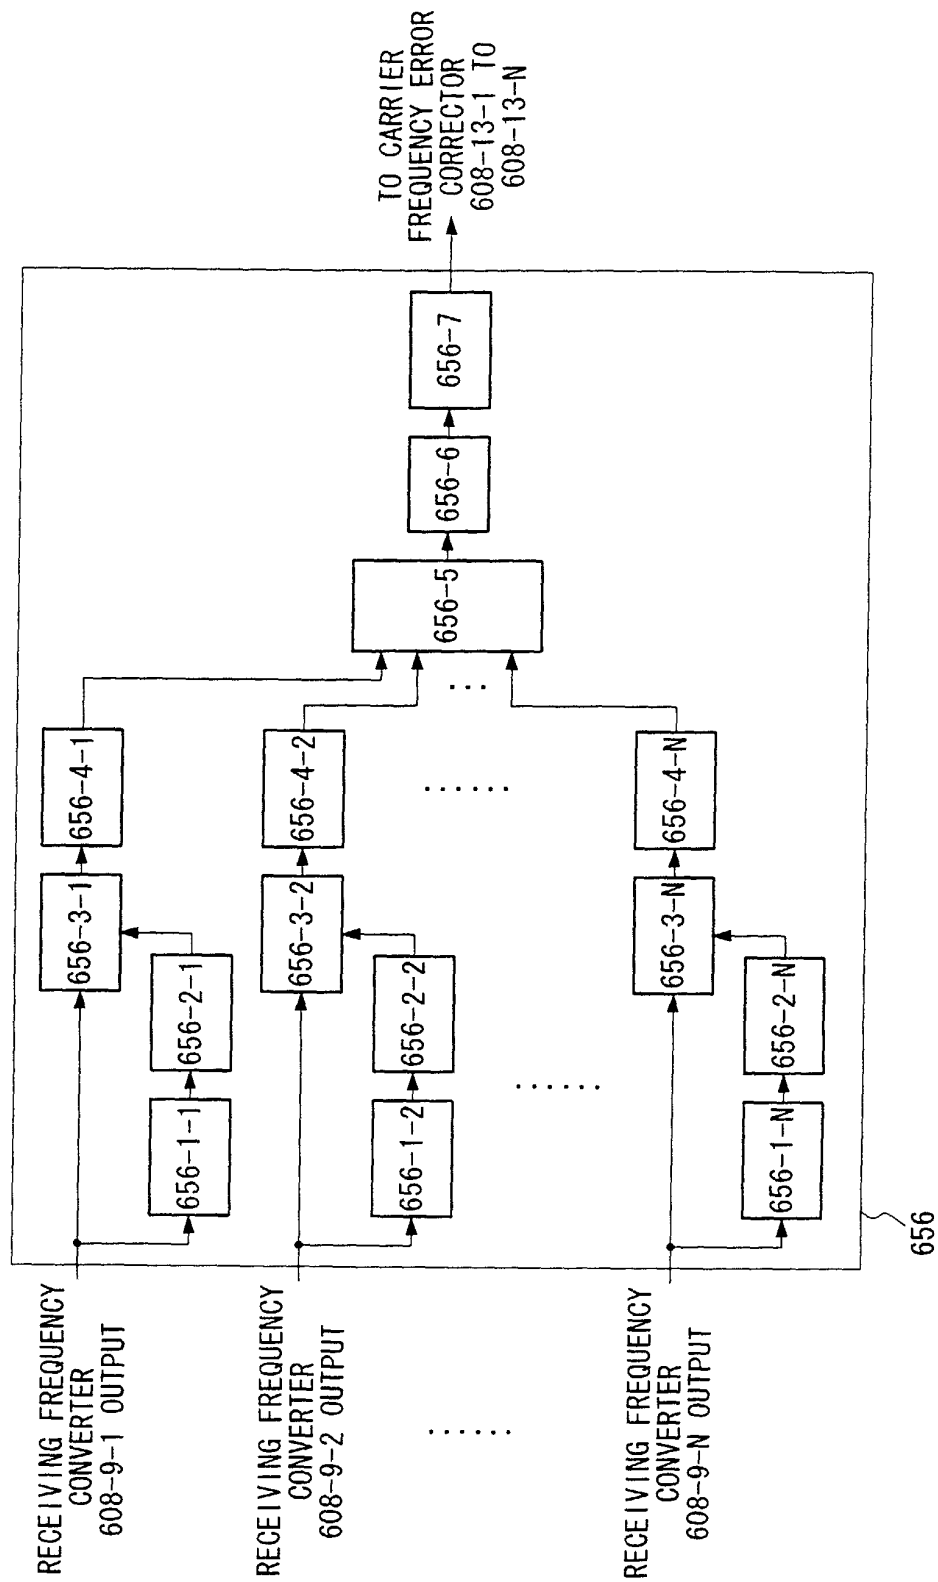 RECEIVING FREQUENCY
CONVERTER
608-9-1 OUTPUT
656-1-1
656-2-1
656-3-1
656-4-1
RECEIVING FREQUENCY
CONVERTER
608-9-2 OUTPUT
656-1-2
656-2-2
656-3-2
656-4-2
......
......
......
...
RECEIVING FREQUENCY
CONVERTER
608-9-N OUTPUT
656-1-N
656-2-N
656-3-N
656-4-N
656-5
656-6
656-7
TO CARRIER
FREQUENCY ERROR
CORRECTOR
608-13-1 TO
608-13-N
656